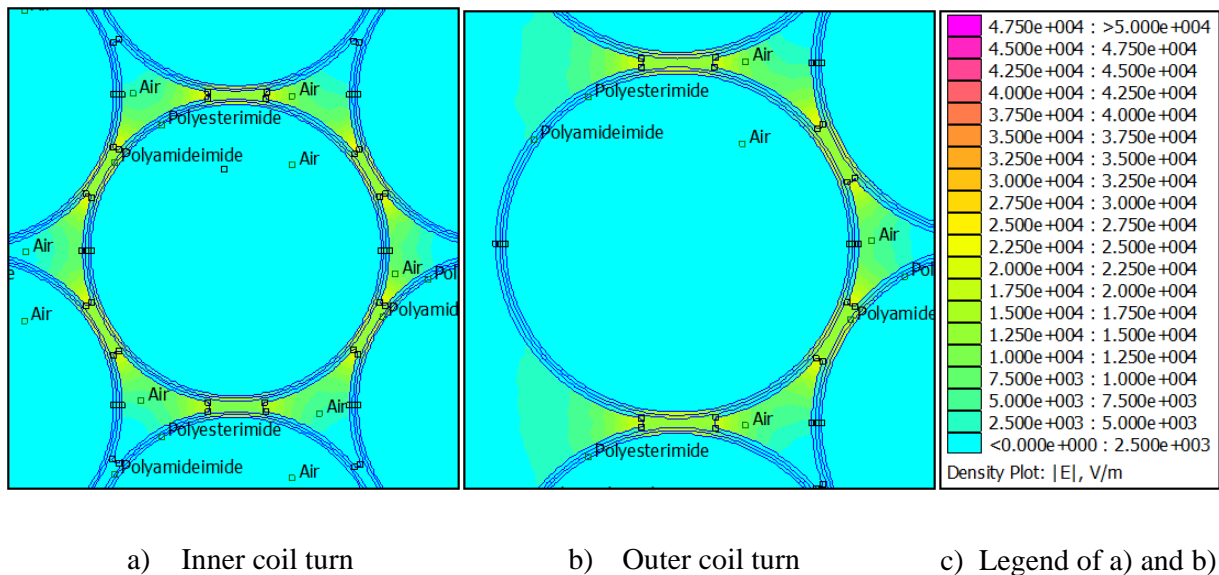 Air
Air
Polyesterimide
Polyamideimide
Air
Air
Air
Pol
Air
Polyamid
Air
Air
Polyesterimide
Polyamideimide
Air
Air
Polyesterimide
Polyamideimide
Air
Air
Polyes
Polyamide
Air
Polyesterimide
4.750e+004 : >5.000e+004
4.500e+004 : 4.750e+004
4.250e+004 : 4.500e+004
4.000e+004 : 4.250e+004
3.750e+004 : 4.000e+004
3.500e+004 : 3.750e+004
3.250e+004 : 3.500e+004
3.000e+004 : 3.250e+004
2.750e+004 : 3.000e+004
2.500e+004 : 2.750e+004
2.250e+004 : 2.500e+004
2.000e+004 : 2.250e+004
1.750e+004 : 2.000e+004
1.500e+004 : 1.750e+004
1.250e+004 : 1.500e+004
1.000e+004 : 1.250e+004
7.500e+003 : 1.000e+004
5.000e+003 : 7.500e+003
2.500e+003 : 5.000e+003
<0.000e+000 : 2.500e+003
Density Plot: |E|, V/m
a) Inner coil turn
b) Outer coil turn
c) Legend of a) and b)